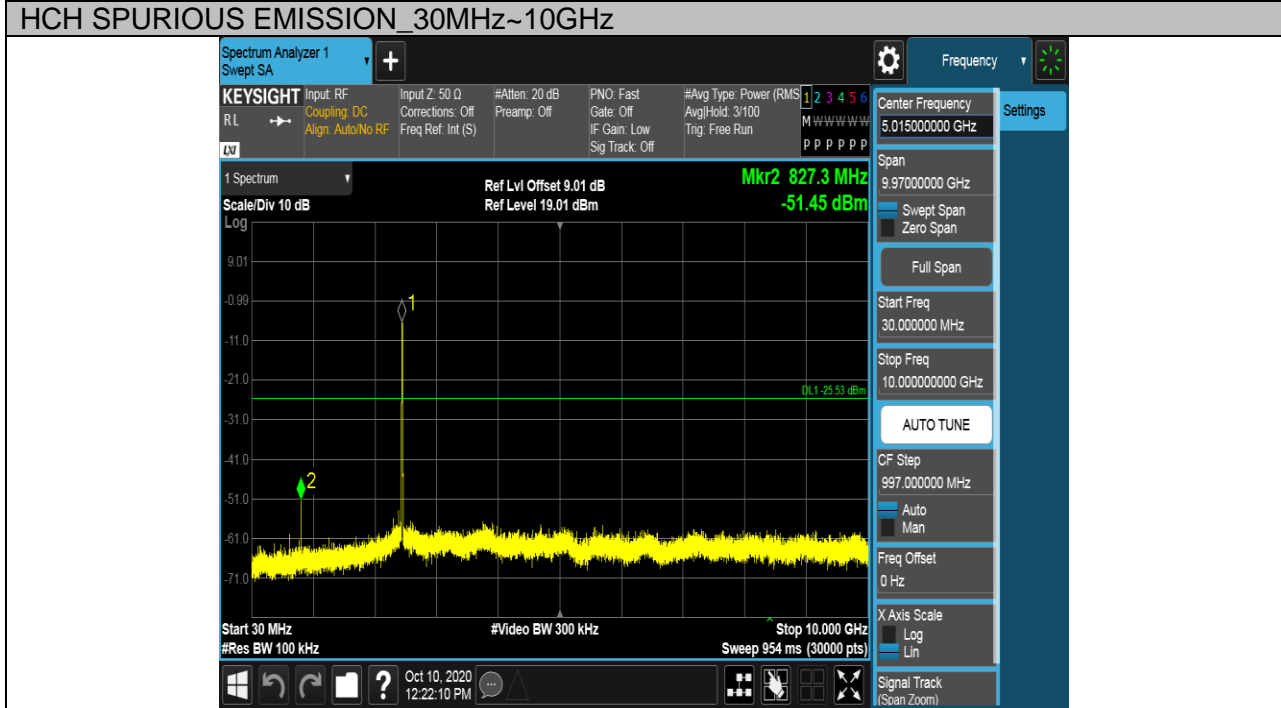 HCH SPURIOUS EMISSION_30MHz~10GHz
Spectrum Analyzer 1
Swept SA
+
Frequency
KEYSIGHT
RL
LXI
Input: RF
Coupling: DC
Align: Auto/No RF
Input Z: 50 Ω
Corrections: Off
Freq Ref: Int (S)
#Atten: 20 dB
Preamp: Off
PNO: Fast
Gate: Off
IF Gain: Low
Sig Track: Off
#Avg Type: Power (RMS
Avg|Hold: 3/100
Trig: Free Run
1 2 3 4 5 6
M W W W W W
P P P P P P
1 Spectrum
Scale/Div 10 dB
Log
Ref Lvl Offset 9.01 dB
Ref Level 19.01 dBm
Mkr2 827.3 MHz
-51.45 dBm
9.01
-0.99
-11.0
-21.0
-31.0
-41.0
-51.0
-61.0
-71.0
1
2
DL1 -25.53 dBm
Start 30 MHz
#Res BW 100 kHz
#Video BW 300 kHz
Stop 10.000 GHz
Sweep 954 ms (30000 pts)
?
Oct 10, 2020
12:22:10 PM
Center Frequency
5.015000000 GHz
Settings
Span
9.97000000 GHz
Swept Span
Zero Span
Full Span
Start Freq
30.000000 MHz
Stop Freq
10.000000000 GHz
AUTO TUNE
CF Step
997.000000 MHz
Auto
Man
Freq Offset
0 Hz
X Axis Scale
Log
Lin
Signal Track
(Span Zoom)